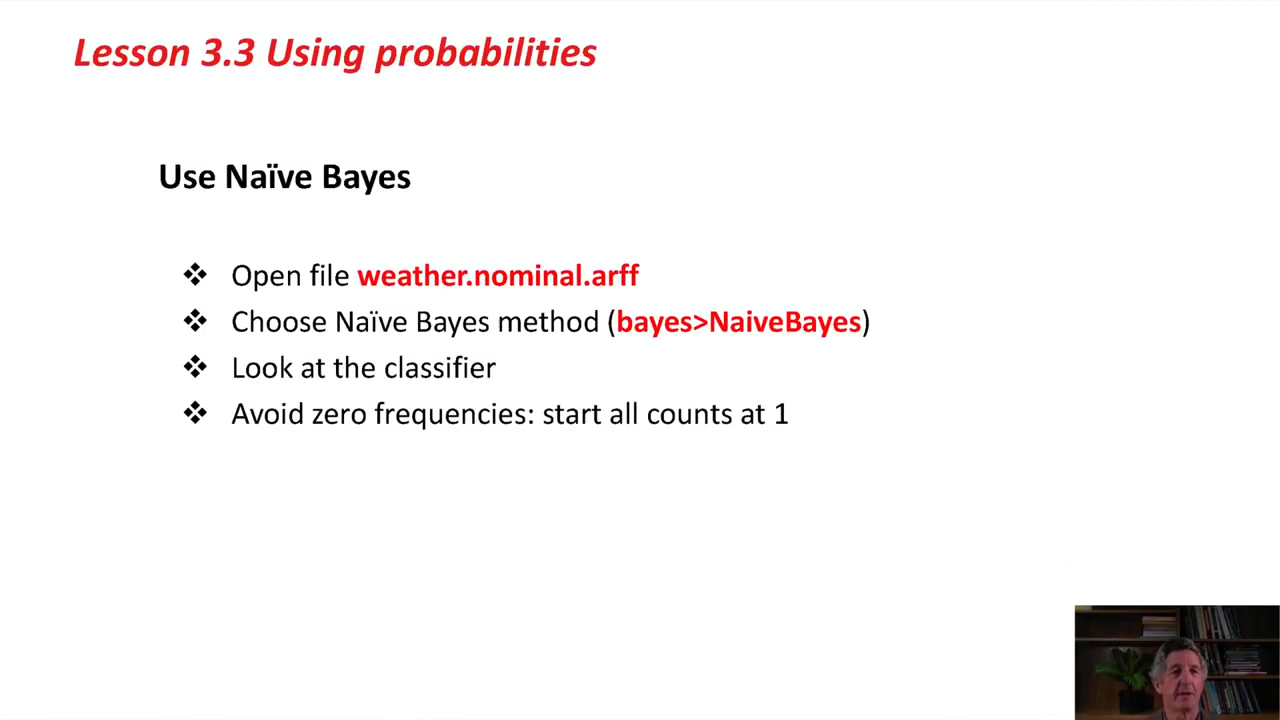 Lesson 3.3 Using probabilities
Use Naïve Bayes
❖ Open file weather.nominal.arff
❖ Choose Naïve Bayes method (bayes>NaiveBayes)
❖ Look at the classifier
❖ Avoid zero frequencies: start all counts at 1